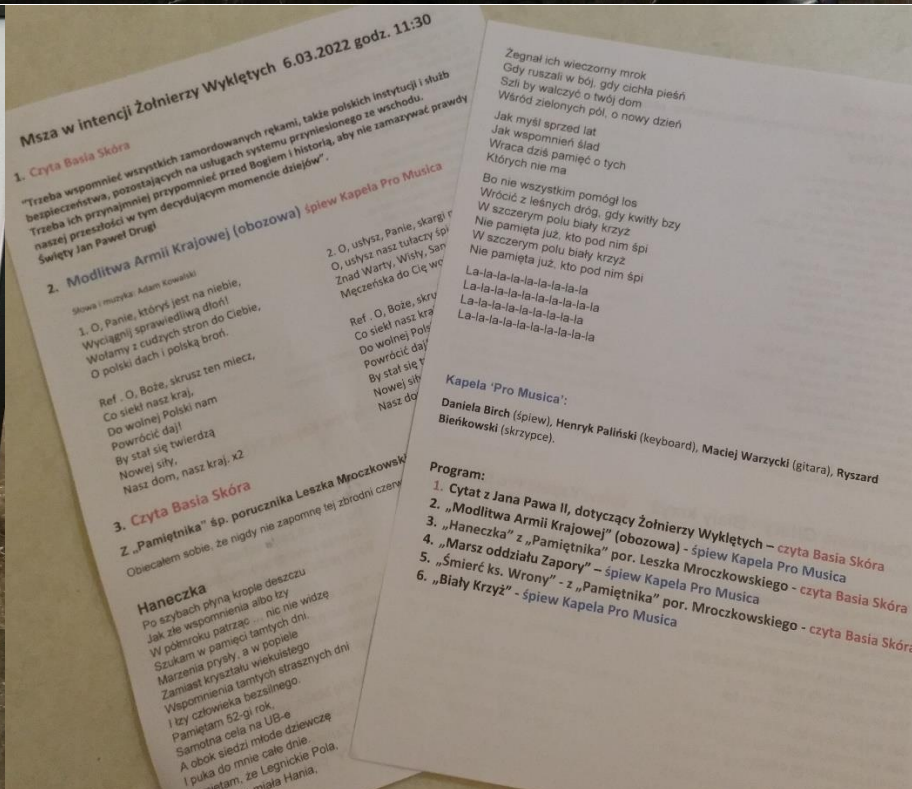 Msza w intencji Żołnierzy Wyklętych 6.03.2022 godz. 11:30
1. Czyta Basia Skóra
"Trzeba wspomnieć wszystkich zamordowanych rękami, także polskich instytucji i służb
bezpieczeństwa, pozostających na usługach systemu przyniesionego ze wschodu.
Trzeba ich przynajmniej przypomnieć przed Bogiem i historią, aby nie zamazywać prawdy
naszej przeszłości w tym decydującym momencie dziejów".
Święty Jan Paweł Drugi
2. Modlitwa Armii Krajowej (obozowa) śpiew Kapela Pro Musica
Słowa i muzyka: Adam Kowalski
1. O, Panie, któryś jest na niebie,
Wyciągnij sprawiedliwą dłoń!
Wołamy z cudzych stron do Ciebie,
O polski dach i polską broń.
Ref . O, Boże, skrusz ten miecz,
Co siekł nasz kraj,
Do wolnej Polski nam
Powrócić daj!
By stał się twierdzą
Nowej siły,
Nasz dom, nasz kraj. x2
2. O, usłysz, Panie, skargi
O, usłysz nasz tułaczy
Znad Warty, Wisły,
Męczeńska do Cię
Ref . O, Boże,
Co siekł nasz
Do wolnej
Powrócić
By stał się
Nowej
Nasz
3. Czyta Basia Skóra
Z „Pamiętnika” śp. porucznika Leszka
Obiecałem sobie, że nigdy nie zapomnę tej zbrodni
Haneczka
Po szybach płyną krople deszczu
Jak złe wspomnienia albo łzy
W półmroku patrząc ... nic nie widzę
Szukam w pamięci tamtych dni.
Marzenia prysły, a w popiele
Zamiast kryształu wiekuistego
Wspomnienia tamtych strasznych dni
I łzy człowieka bezsilnego.
Pamiętam 52-gi rok,
Samotna cela na UB-e
A obok siedzi młode dziewczę
I puka do mnie całe dnie.
że Legnickie Pola,
Hania,
Żegnał ich wieczorny mrok
Gdy ruszali w bój, gdy cichła pieśń
Szli by walczyć o twój dom
Wśród zielonych pól, o nowy dzień
Jak myśl sprzed lat
Jak wspomnień ślad
Wraca dziś pamięć o tych
Których nie ma
Bo nie wszystkim pomógł los
Wrócić z leśnych dróg, gdy kwitły bzy
W szczerym polu biały krzyż
Nie pamięta już, kto pod nim śpi
W szczerym polu biały krzyż
Nie pamięta już, kto pod nim śpi
La-la-la-la-la-la-la-la-la
La-la-la-la-la-la-la-la-la-la
La-la-la-la-la-la-la-la-la
La-la-la-la-la-la-la-la-la-la
Kapela ‘Pro Musica’:
Daniela Birch (śpiew), Henryk Paliński (keyboard), Maciej Warzycki (gitara), Ryszard
Bieńkowski (skrzypce).
Program:
1. Cytat z Jana Pawa II, dotyczący Żołnierzy Wyklętych – czyta Basia Skóra
2. „Modlitwa Armii Krajowej” (obozowa) - śpiew Kapela Pro Musica
3. „Haneczka” z „Pamiętnika” por. Leszka Mroczkowskiego - czyta Basia Skóra
4. „Marsz oddziału Zapory” – śpiew Kapela Pro Musica
5. „Śmierć ks. Wrony” - z „Pamiętnika” por. Mroczkowskiego - czyta Basia Skóra
6. „Biały Krzyż” - śpiew Kapela Pro Musica